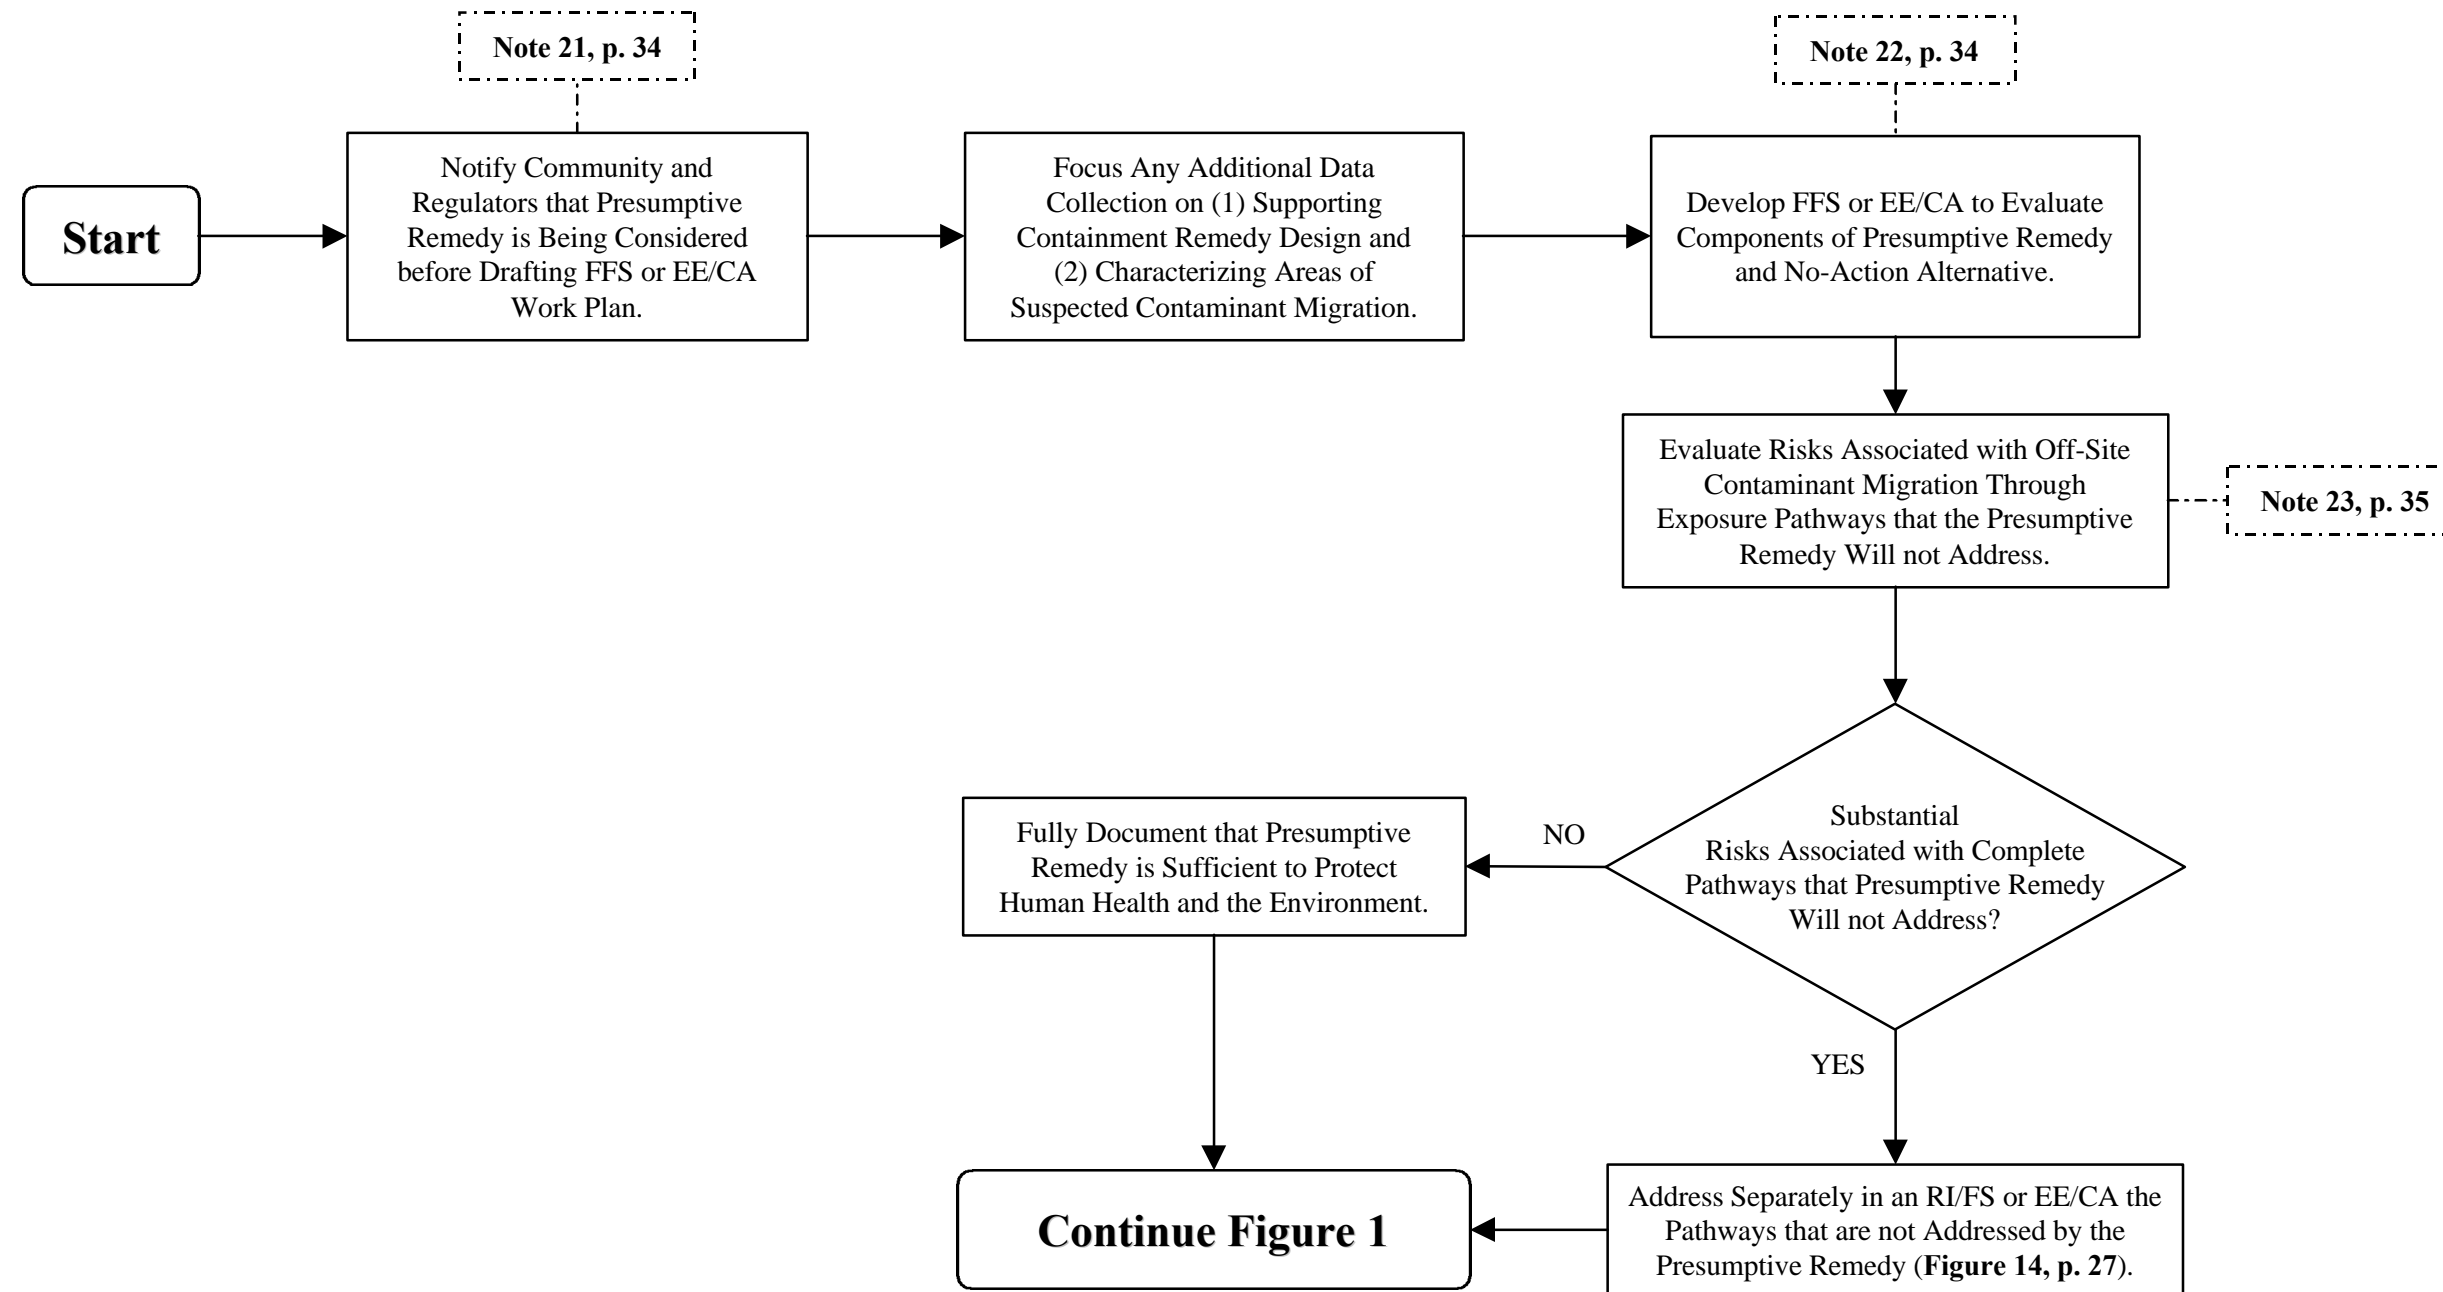 Note 21, p. 34
Note 22, p. 34
Start
Notify Community and
Regulators that Presumptive
Remedy is Being Considered
before Drafting FFS or EE/CA
Work Plan.
Focus Any Additional Data
Collection on (1) Supporting
Containment Remedy Design and
(2) Characterizing Areas of
Suspected Contaminant Migration.
Develop FFS or EE/CA to Evaluate
Components of Presumptive Remedy
and No-Action Alternative.
Evaluate Risks Associated with Off-Site
Contaminant Migration Through
Exposure Pathways that the Presumptive
Remedy Will not Address.
Note 23, p. 35
Substantial
Risks Associated with Complete
Pathways that Presumptive Remedy
Will not Address?
NO
Fully Document that Presumptive
Remedy is Sufficient to Protect
Human Health and the Environment.
YES
Address Separately in an RI/FS or EE/CA the
Pathways that are not Addressed by the
Presumptive Remedy (Figure 14, p. 27).
Continue Figure 1